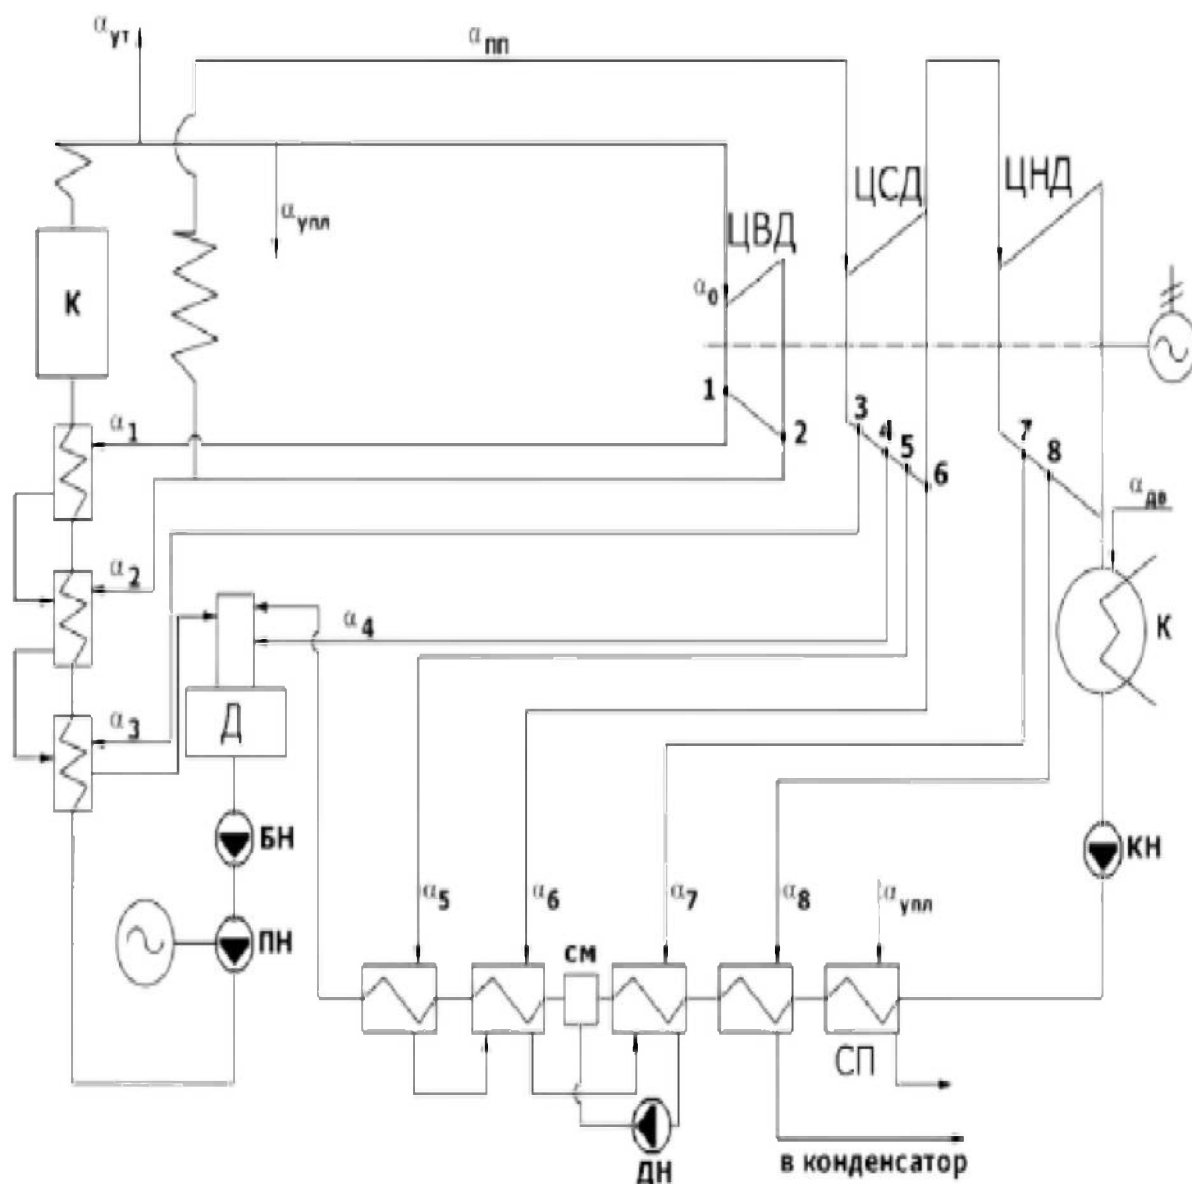 αут
αпп
αупл
ЦВД
ЦСД
ЦНД
α0
К
1
2
3
4
5
6
7
8
α1
α2
α3
α4
αдв
К
Д
БН
ПН
КН
α5
α6
α7
α8
αупл
см
СП
ДН
в конденсатор